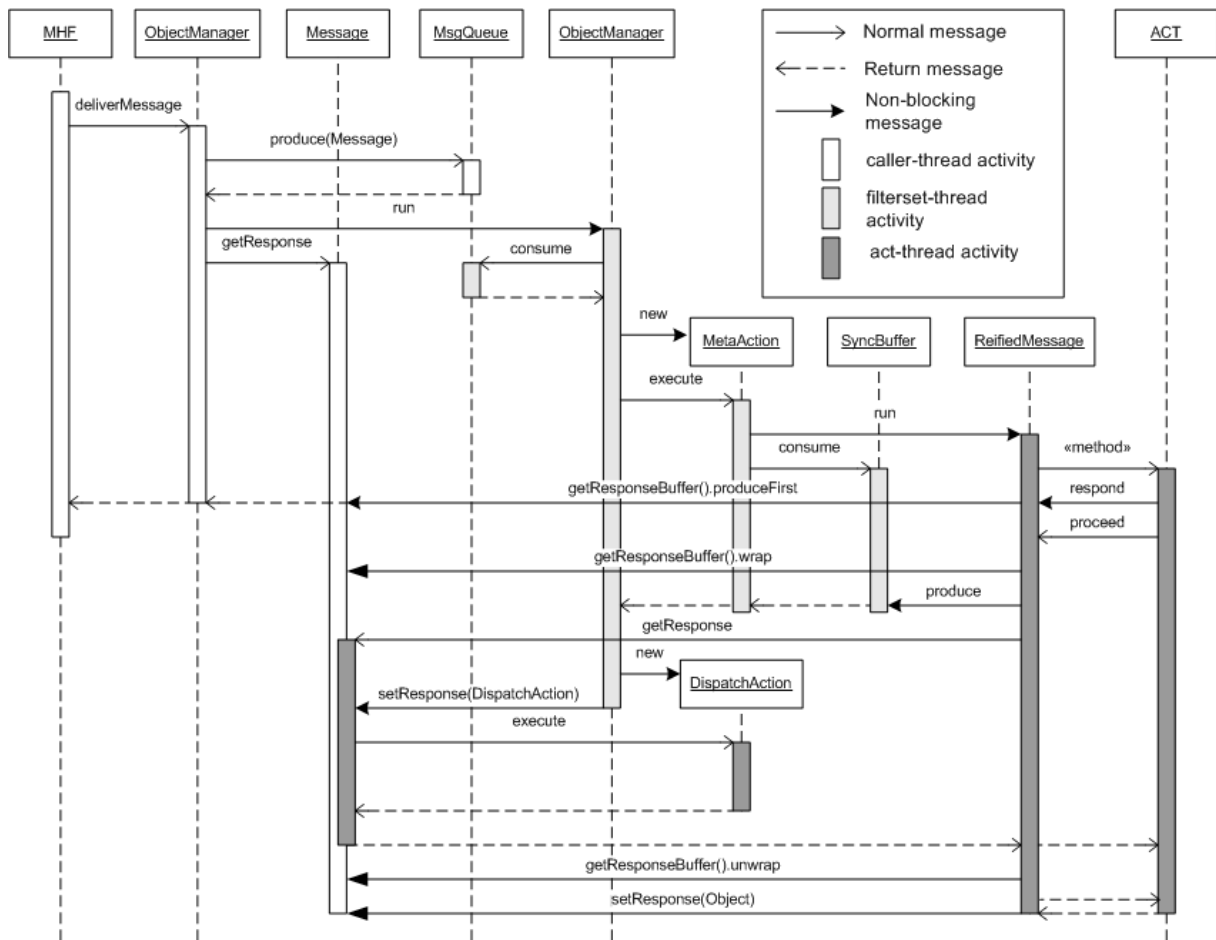 MHF
ObjectManager
Message
MsgQueue
ObjectManager
ACT
Normal message
Return message
Non-blocking
message
caller-thread activity
filterset-thread
activity
act-thread activity
deliverMessage
produce(Message)
run
getResponse
consume
new
MetaAction
SyncBuffer
ReifiedMessage
execute
run
consume
«method»
getResponseBuffer().produceFirst
respond
proceed
getResponseBuffer().wrap
produce
getResponse
new
DispatchAction
setResponse(DispatchAction)
execute
getResponseBuffer().unwrap
setResponse(Object)